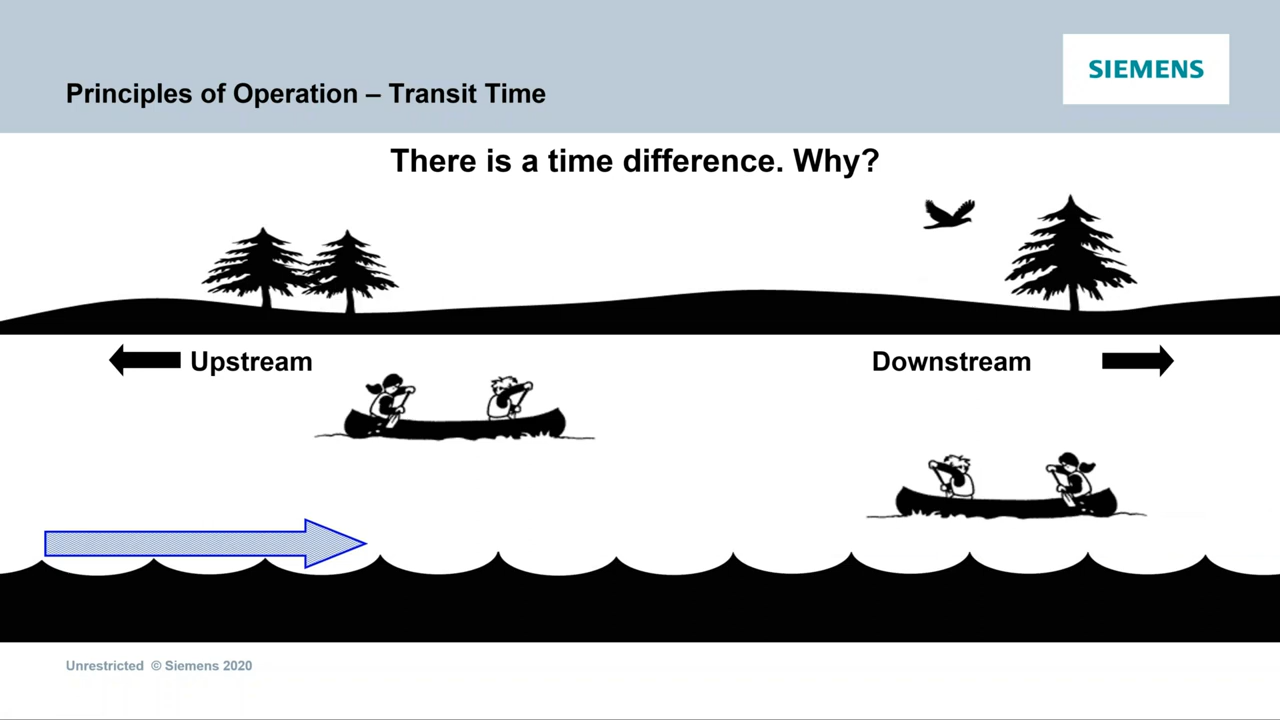 SIEMENS
Principles of Operation – Transit Time
There is a time difference. Why?
Upstream
Downstream
Unrestricted © Siemens 2020